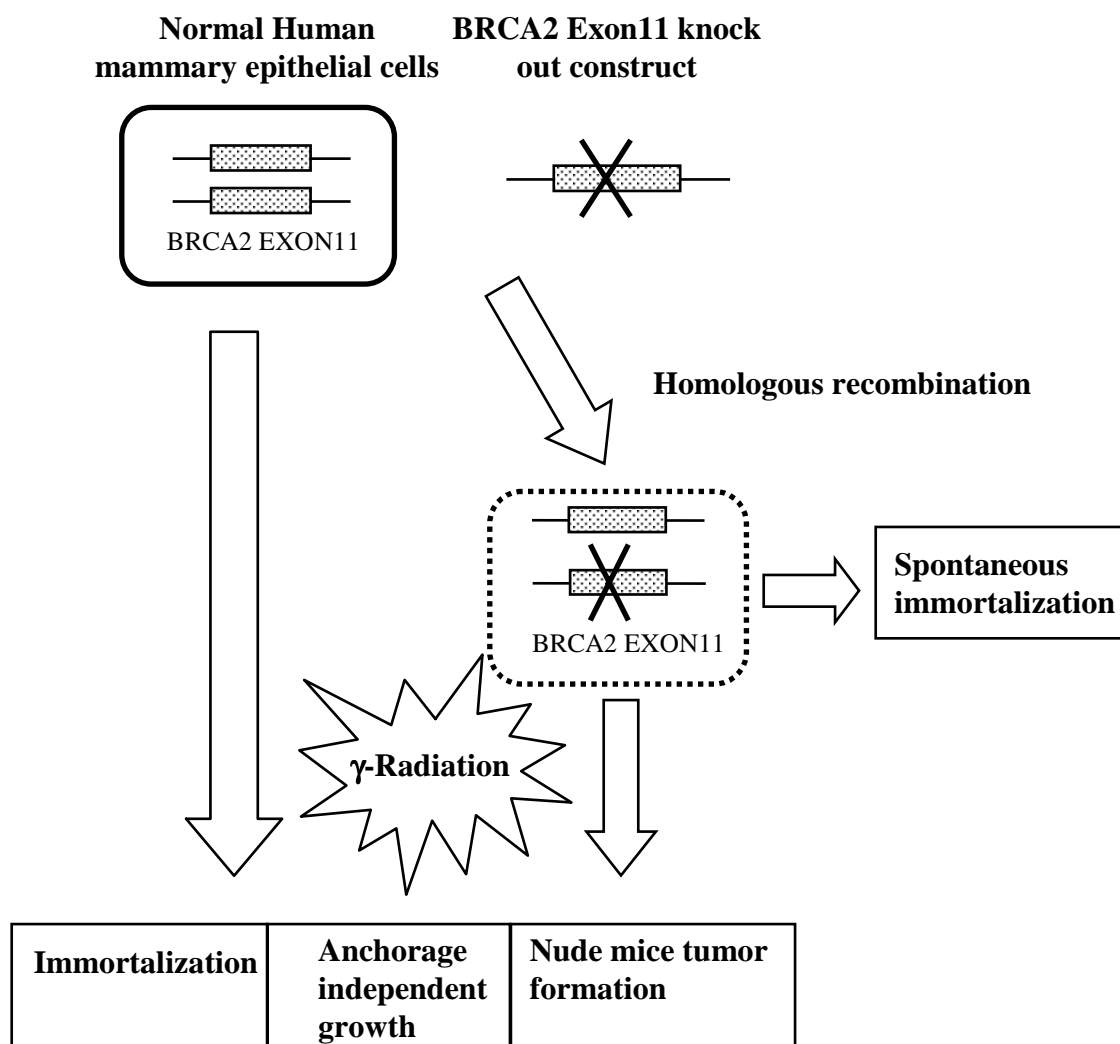 Normal Human
mammary epithelial cells
BRCA2 Exon11 knock
out construct
BRCA2 EXON11
Homologous recombination
BRCA2 EXON11
Spontaneous
immortalization
γ-Radiation
Immortalization
Anchorage
independent
growth
Nude mice tumor
formation